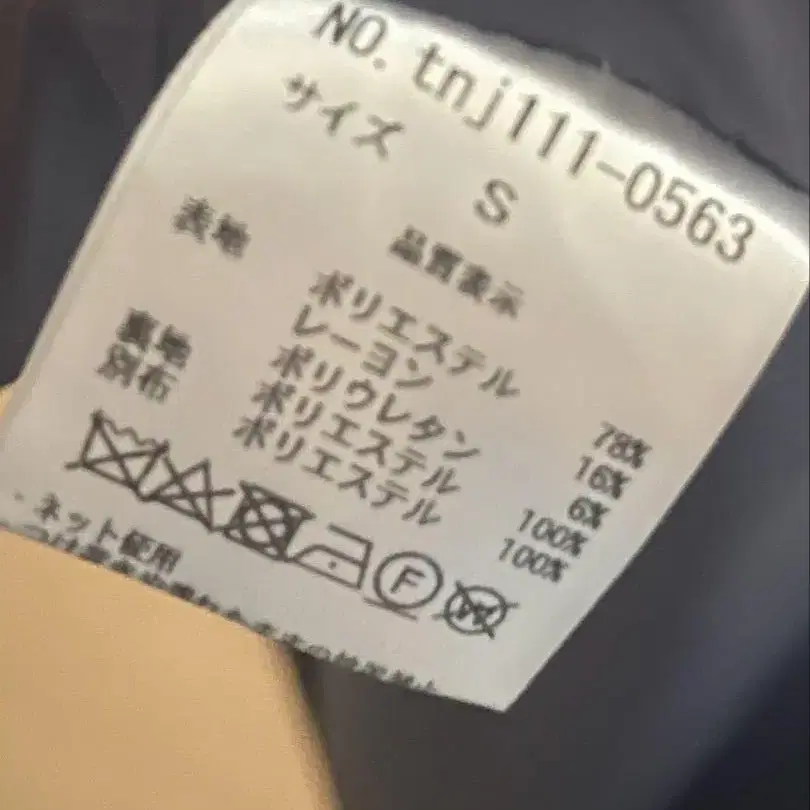 NO. tnj111-0563
サイズ S
品質表示
表地 ポリエステル 78%
レーヨン 16%
ポリウレタン 6%
裏地 ポリエステル 100%
別布 ポリエステル 100%
F W
・ネット使用